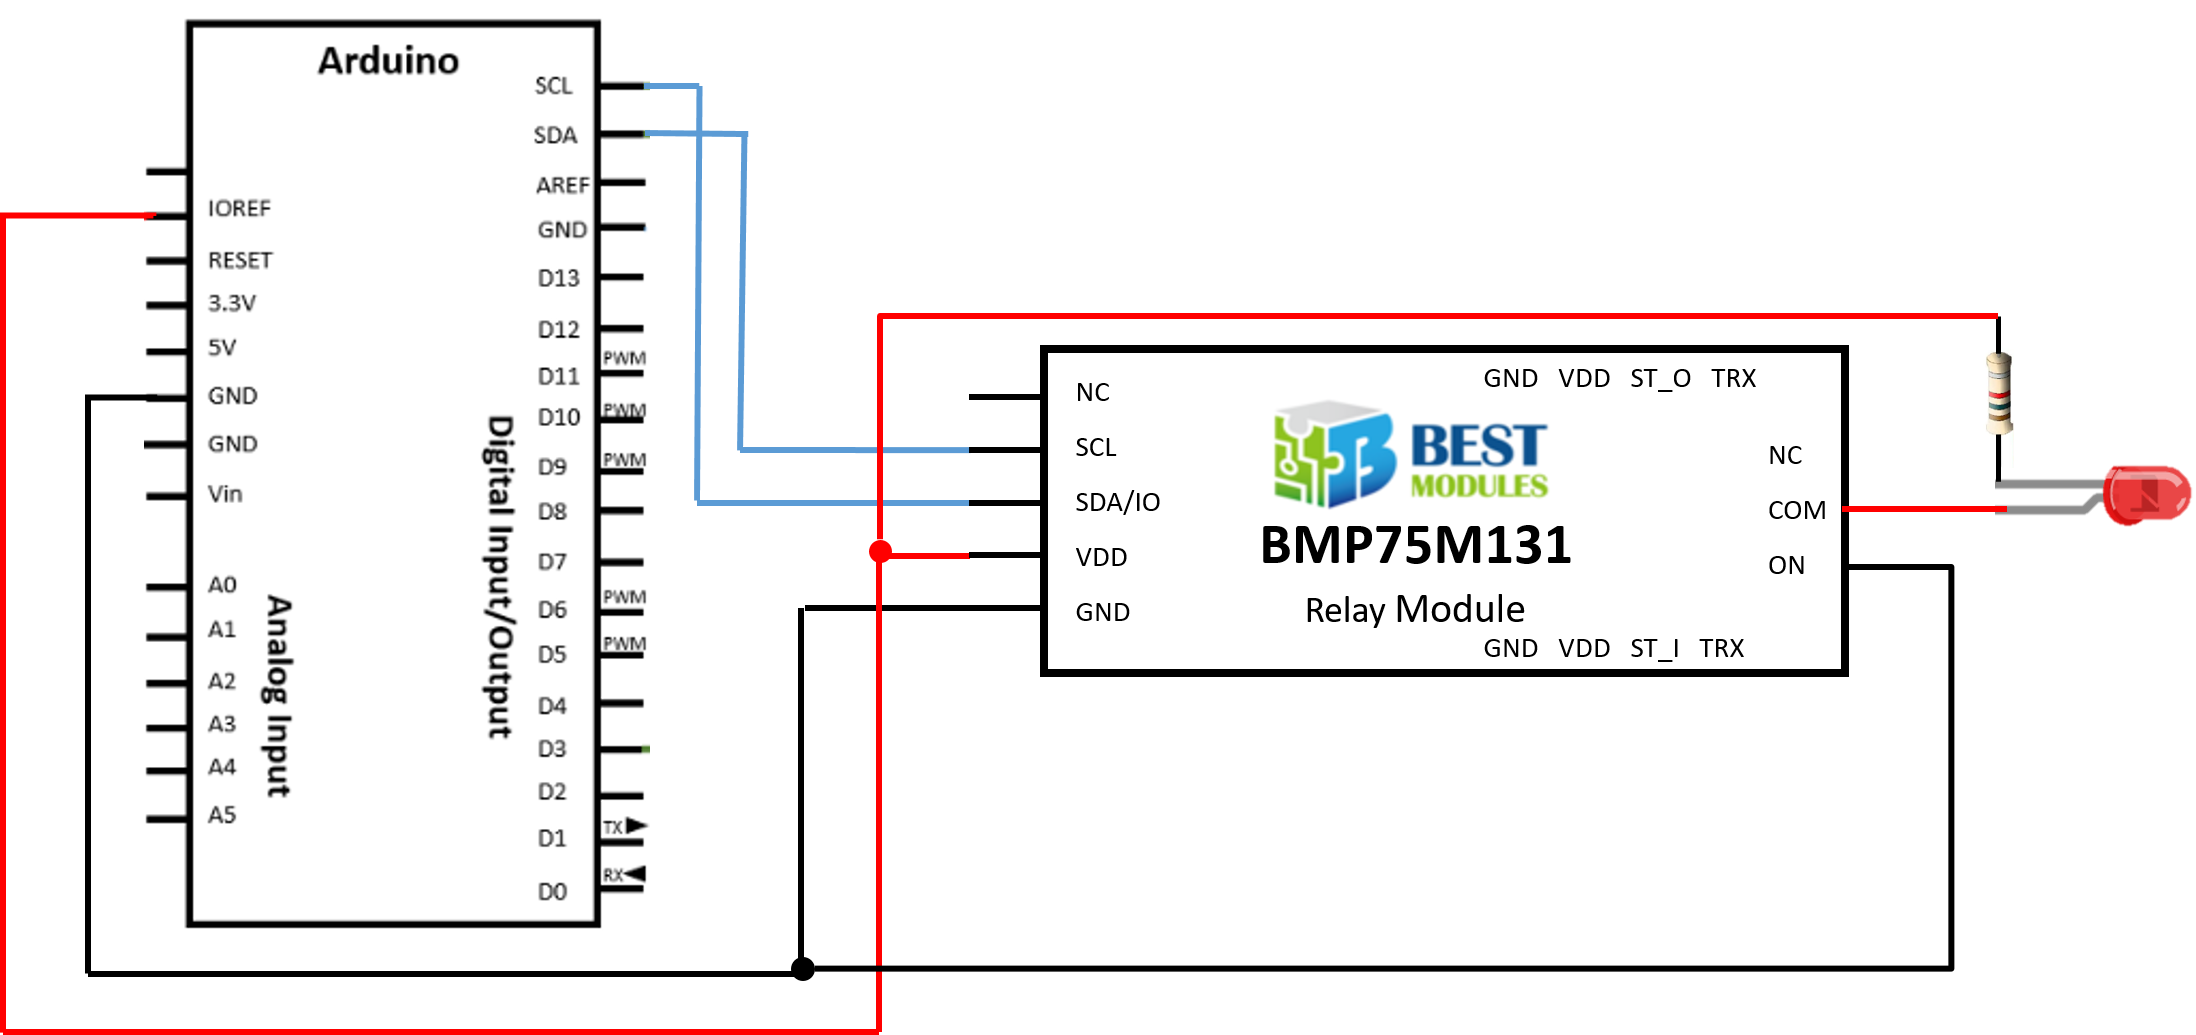 Arduino
SCL
SDA
AREF
GND
D13
D12
PWM
D11
PWM
D10
PWM
D9
D8
D7
PWM
D6
PWM
D5
D4
D3
D2
TX
D1
RX
D0
Digital Input/Output
IOREF
RESET
3.3V
5V
GND
GND
Vin
A0
A1
A2
A3
A4
A5
Analog Input
NC
SCL
SDA/IO
VDD
GND
GND VDD ST_O TRX
BEST
MODULES
BMP75M131
Relay Module
GND VDD ST_I TRX
NC
COM
ON